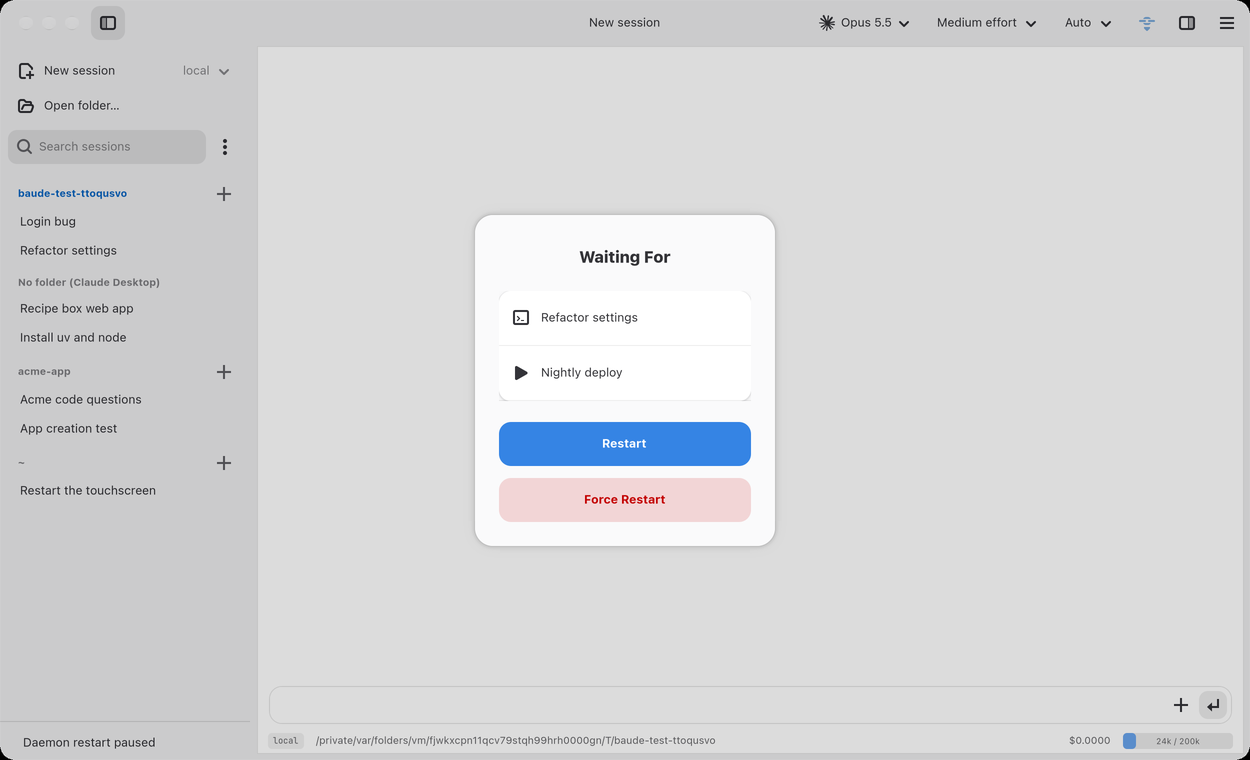 New session
Opus 5.5
Medium effort
Auto
New session
local
Open folder...
Search sessions
baude-test-ttoqusvo
Login bug
Refactor settings
No folder (Claude Desktop)
Recipe box web app
Install uv and node
acme-app
Acme code questions
App creation test
~
Restart the touchscreen
Daemon restart paused
Waiting For
Refactor settings
Nightly deploy
Restart
Force Restart
local /private/var/folders/vm/fjwkxcpn11qcv79stqh99hrh0000gn/T/baude-test-ttoqusvo
$0.0000
24k / 200k